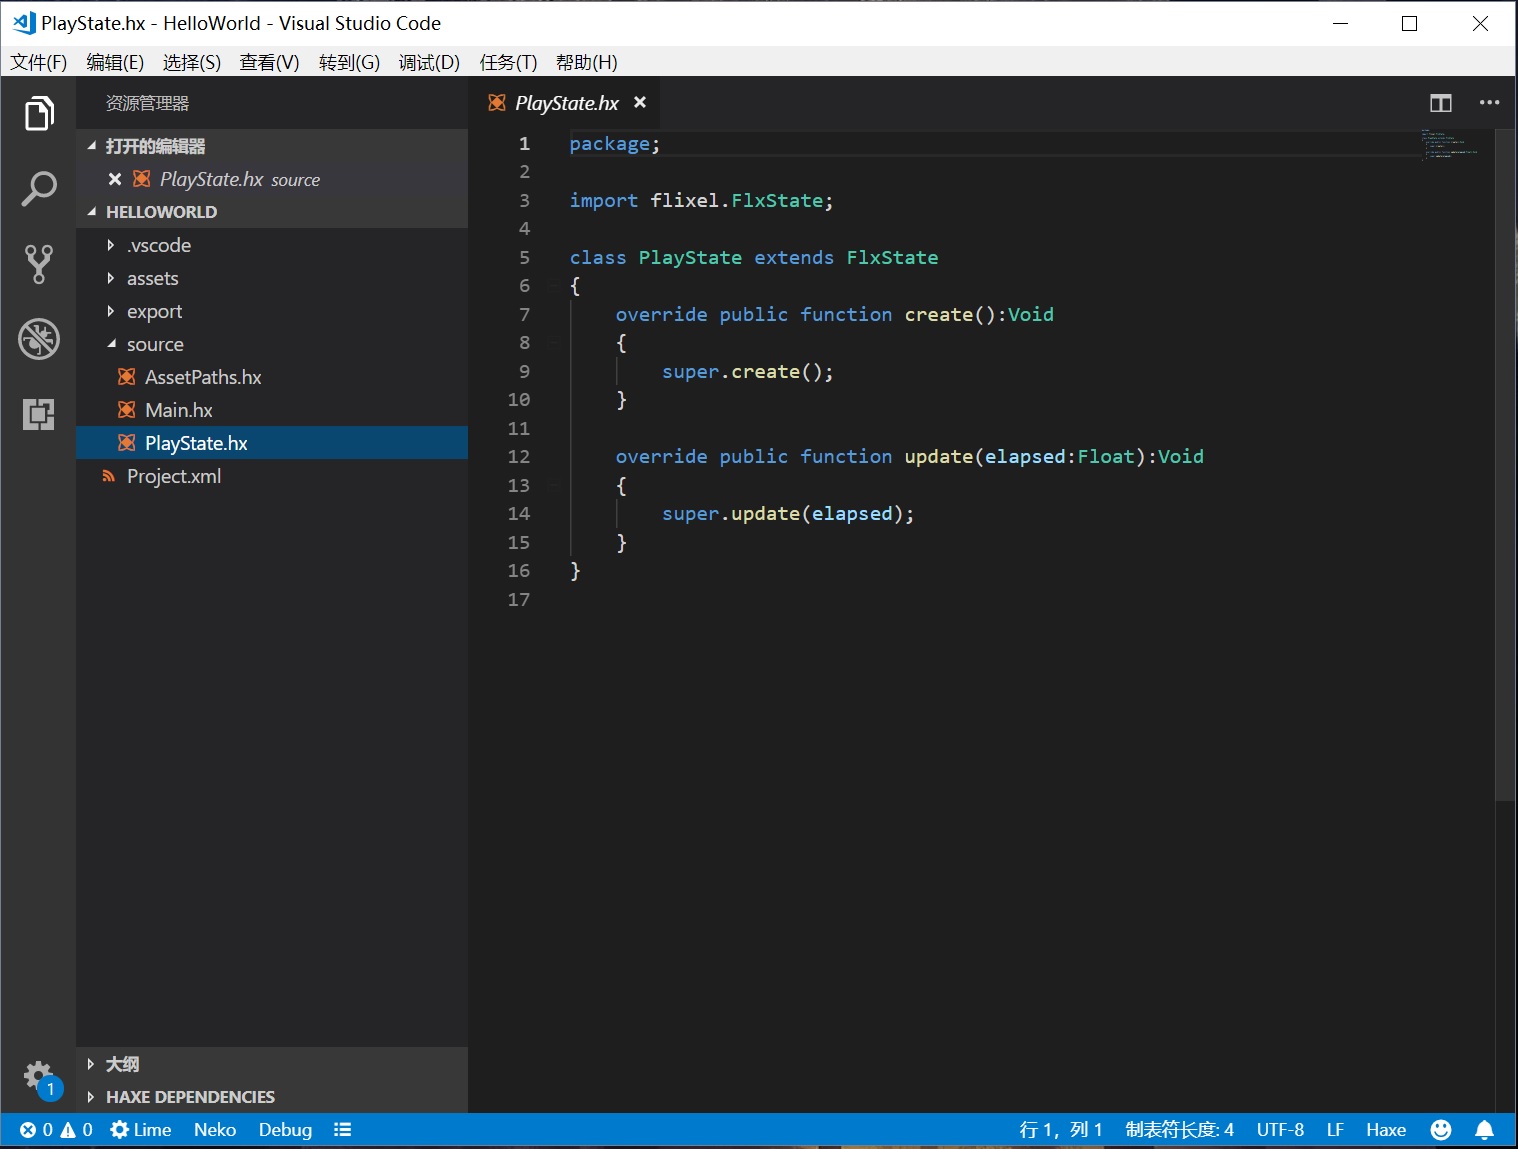 PlayState.hx - HelloWorld - Visual Studio Code
文件(F) 编辑(E) 选择(S) 查看(V) 转到(G) 调试(D) 任务(T) 帮助(H)
资源管理器
打开的编辑器
PlayState.hx source
HELLOWORLD
.vscode
assets
export
source
AssetPaths.hx
Main.hx
PlayState.hx
Project.xml
大纲
HAXE DEPENDENCIES
PlayState.hx
1 package;
2
3 import flixel.FlxState;
4
5 class PlayState extends FlxState
6 {
7 override public function create():Void
8 {
9 super.create();
10 }
11
12 override public function update(elapsed:Float):Void
13 {
14 super.update(elapsed);
15 }
16 }
17
1
0 0 Lime Neko Debug 行 1，列 1 制表符长度: 4 UTF-8 LF Haxe